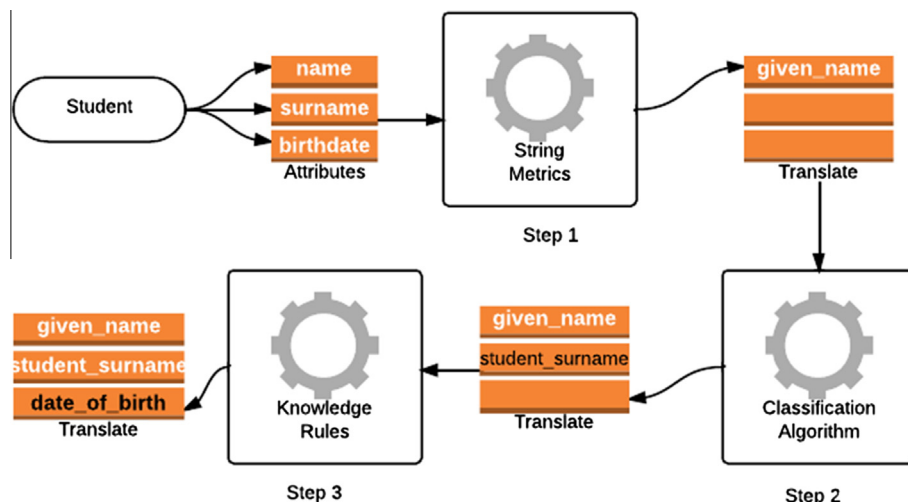 Student
name
surname
birthdate
Attributes
String
Metrics
Step 1
given_name
Translate
Classification
Algorithm
Step 2
given_name
student_surname
Translate
Knowledge
Rules
Step 3
given_name
student_surname
date_of_birth
Translate